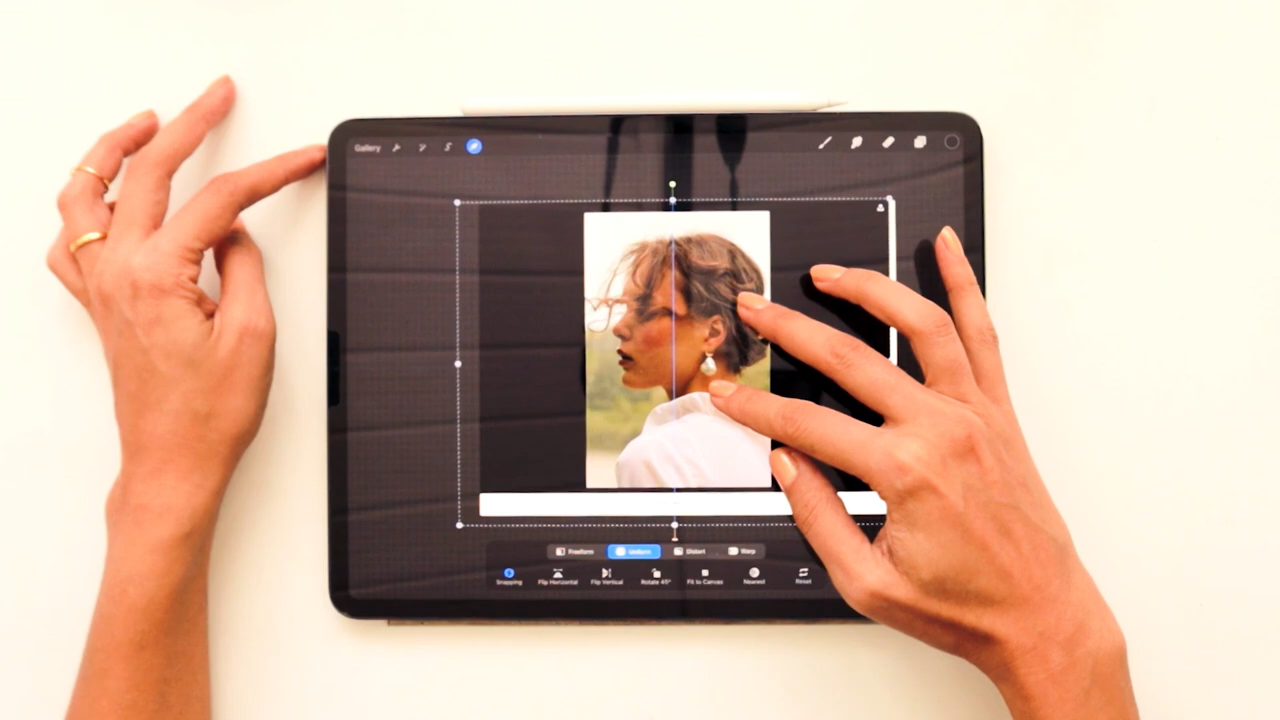 Gallery
Freeform Uniform Distort Warp
Snapping Flip Horizontal Flip Vertical Rotate 45° Fit to Canvas Nearest Reset